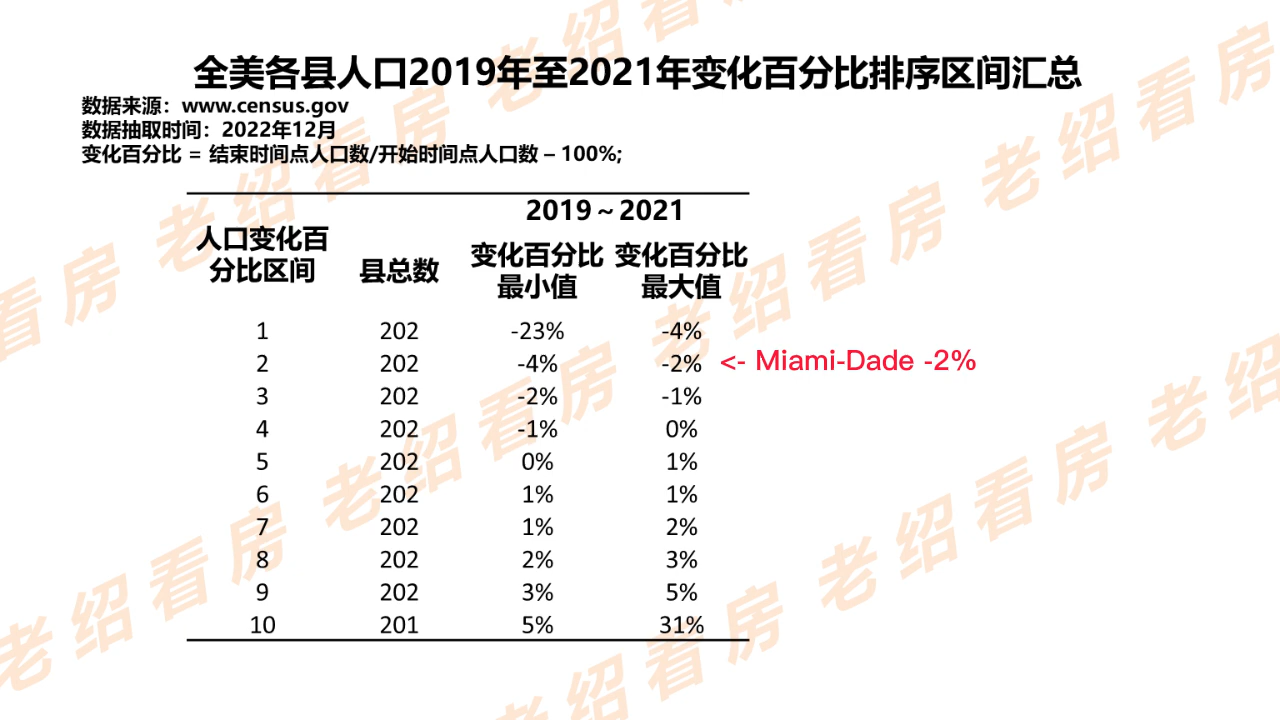 全美各县人口2019年至2021年变化百分比排序区间汇总
数据来源：www.census.gov
数据抽取时间：2022年12月
变化百分比 = 结束时间点人口数/开始时间点人口数 – 100%;
2019～2021
人口变化百分比区间 县总数 变化百分比最小值 变化百分比最大值
1 202 -23% -4%
2 202 -4% -2% <- Miami-Dade -2%
3 202 -2% -1%
4 202 -1% 0%
5 202 0% 1%
6 202 1% 1%
7 202 1% 2%
8 202 2% 3%
9 202 3% 5%
10 201 5% 31%
老绍看房